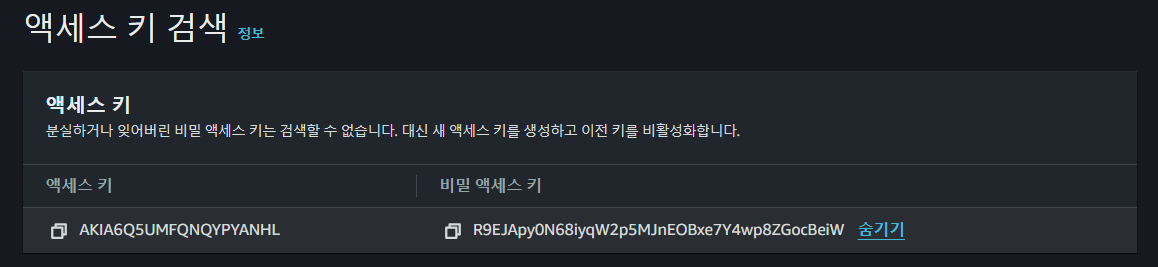 액세스 키 검색 정보
액세스 키
분실하거나 잊어버린 비밀 액세스 키는 검색할 수 없습니다. 대신 새 액세스 키를 생성하고 이전 키를 비활성화합니다.
액세스 키 비밀 액세스 키
AKIA6Q5UMFQNQYPYANHL R9EJApy0N68iyqW2p5MJnEOBxe7Y4wp8ZGocBeiW 숨기기